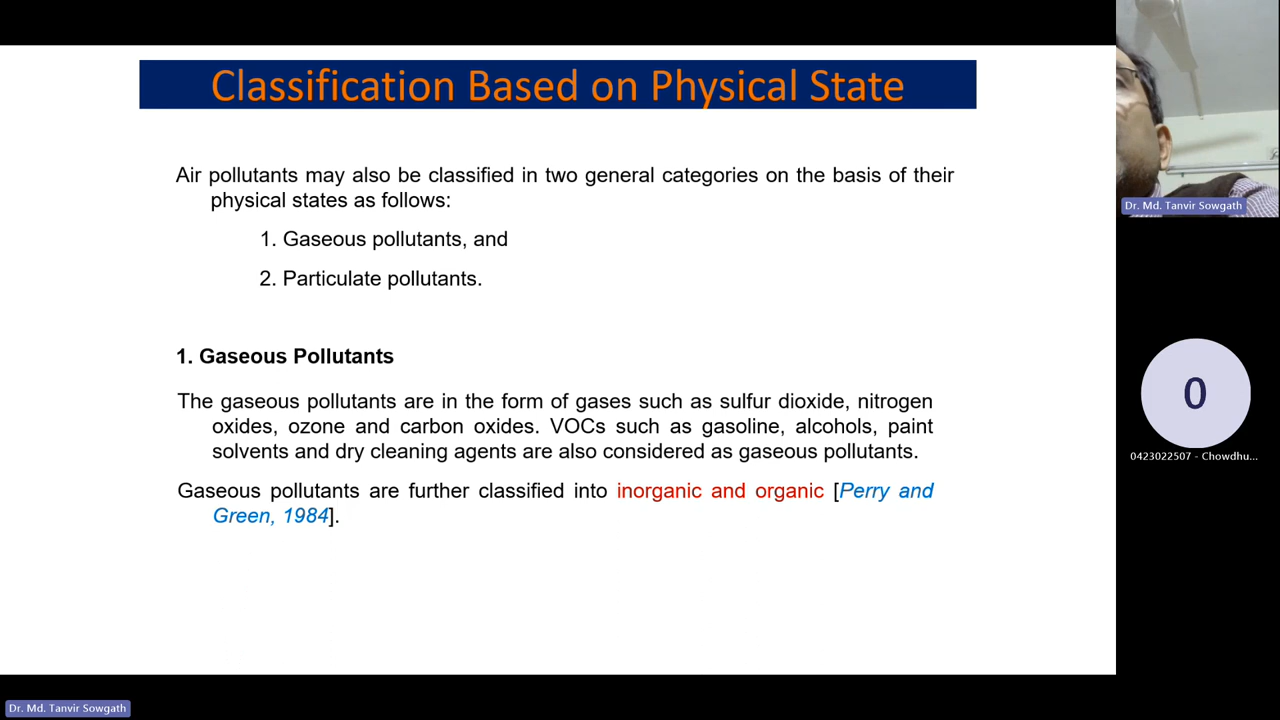 Classification Based on Physical State
Air pollutants may also be classified in two general categories on the basis of their
physical states as follows:
1. Gaseous pollutants, and
2. Particulate pollutants.
1. Gaseous Pollutants
The gaseous pollutants are in the form of gases such as sulfur dioxide, nitrogen
oxides, ozone and carbon oxides. VOCs such as gasoline, alcohols, paint
solvents and dry cleaning agents are also considered as gaseous pollutants.
Gaseous pollutants are further classified into inorganic and organic [Perry and
Green, 1984].
Dr. Md. Tanvir Sowgath
0
0423022507 - Chowdhu...
Dr. Md. Tanvir Sowgath